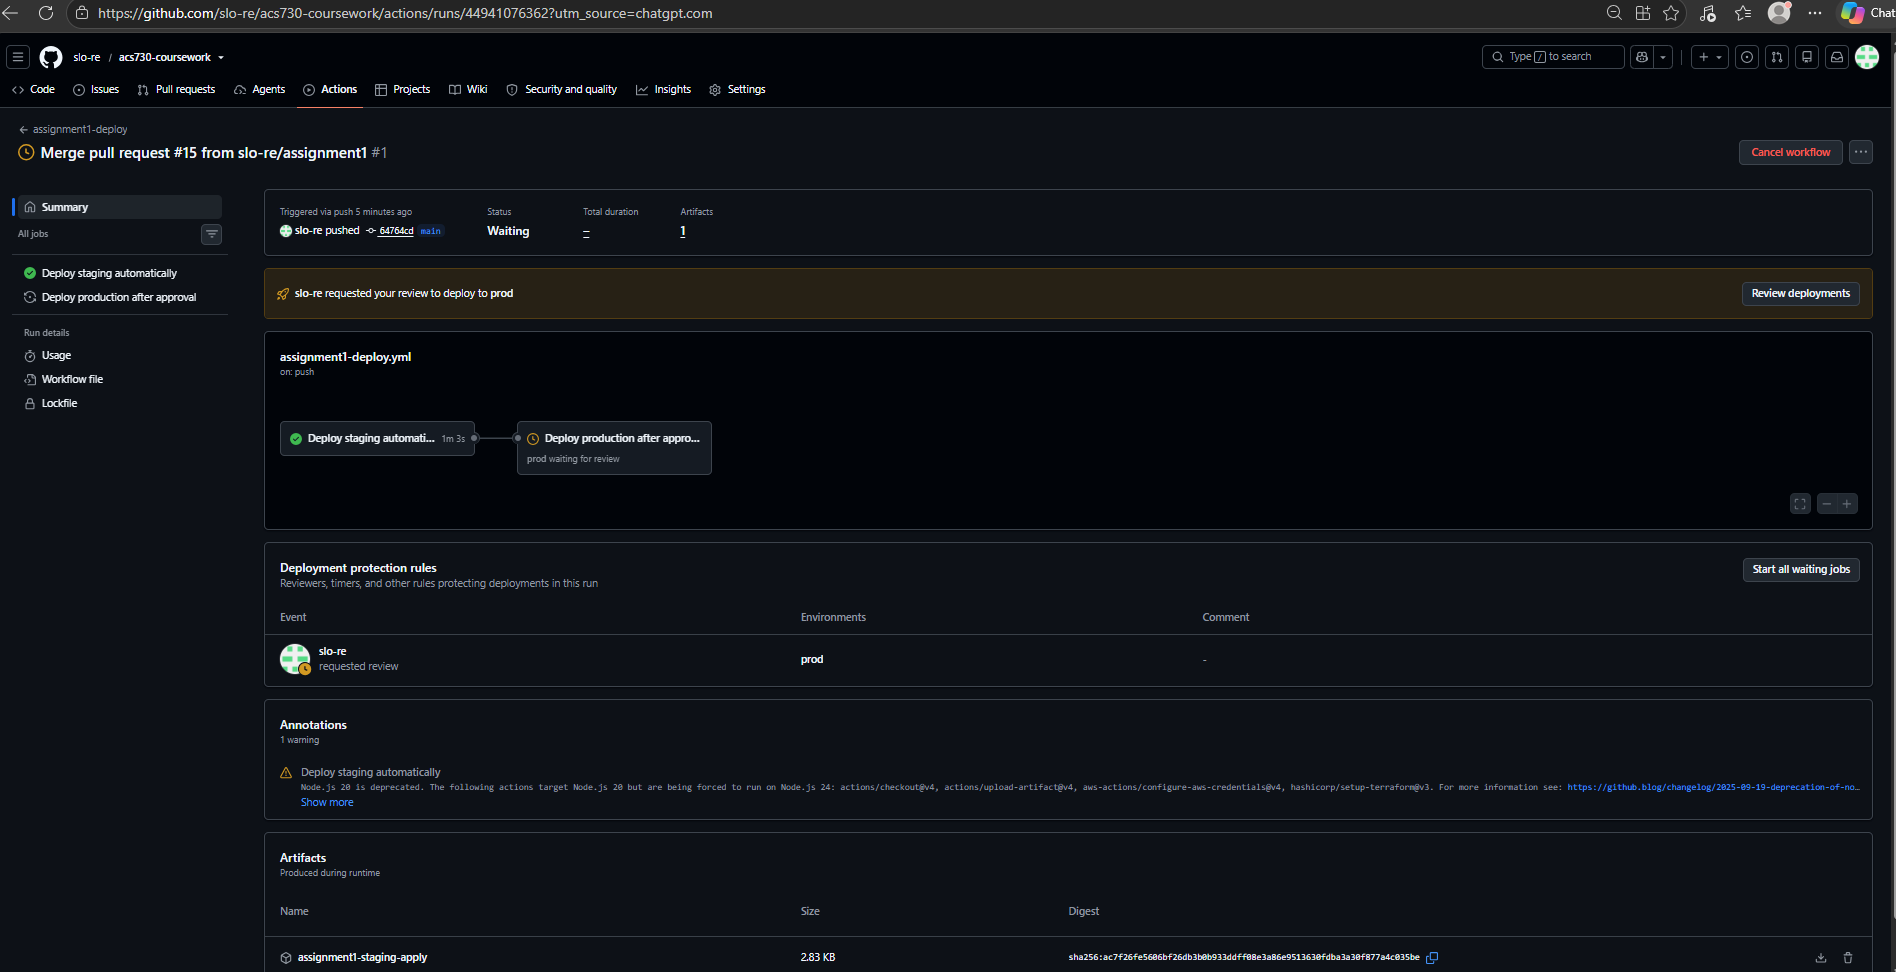 https://github.com/slo-re/acs730-coursework/actions/runs/44941076362?utm_source=chatgpt.com
Chat
slo-re / acs730-coursework
Type / to search
Code Issues Pull requests Agents Actions Projects Wiki Security and quality Insights Settings
assignment1-deploy
Merge pull request #15 from slo-re/assignment1 #1
Cancel workflow
Summary
All jobs
Deploy staging automatically
Deploy production after approval
Run details
Usage
Workflow file
Lockfile
Triggered via push 5 minutes ago
slo-re pushed 64764cd main
Status
Waiting
Total duration
–
Artifacts
1
slo-re requested your review to deploy to prod
Review deployments
assignment1-deploy.yml
on: push
Deploy staging automati... 1m 3s
Deploy production after appro...
prod waiting for review
Deployment protection rules
Reviewers, timers, and other rules protecting deployments in this run
Start all waiting jobs
Event Environments Comment
slo-re
requested review
prod
-
Annotations
1 warning
Deploy staging automatically
Node.js 20 is deprecated. The following actions target Node.js 20 but are being forced to run on Node.js 24: actions/checkout@v4, actions/upload-artifact@v4, aws-actions/configure-aws-credentials@v4, hashicorp/setup-terraform@v3. For more information see: https://github.blog/changelog/2025-09-19-deprecation-of-no…
Show more
Artifacts
Produced during runtime
Name Size Digest
assignment1-staging-apply 2.83 KB sha256:ac7f26fe5606bf26db3b0b933ddff08e3a86e9513630fdba3a30f877a4c035be